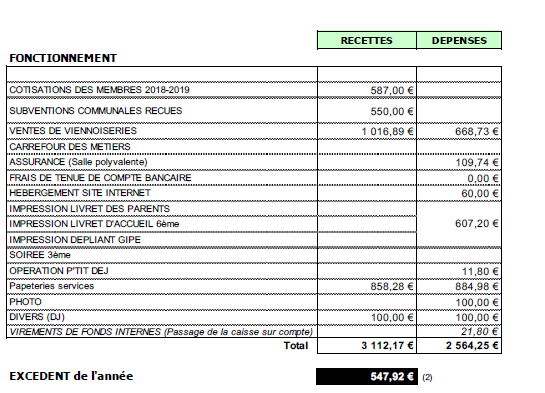 RECETTES DEPENSES
FONCTIONNEMENT
COTISATIONS DES MEMBRES 2018-2019 587,00 €
SUBVENTIONS COMMUNALES RECUES 550,00 €
VENTES DE VIENNOISERIES 1 016,89 € 668,73 €
CARREFOUR DES METIERS
ASSURANCE (Salle polyvalente) 109,74 €
FRAIS DE TENUE DE COMPTE BANCAIRE 0,00 €
HEBERGEMENT SITE INTERNET 60,00 €
IMPRESSION LIVRET DES PARENTS
IMPRESSION LIVRET D'ACCUEIL 6ème 607,20 €
IMPRESSION DEPLIANT GIPE
SOIREE 3ème
OPERATION P'TIT DEJ 11,80 €
Papeteries services 858,28 € 884,98 €
PHOTO 100,00 €
DIVERS (DJ) 100,00 € 100,00 €
VIREMENTS DE FONDS INTERNES (Passage de la caisse sur compte) 21,80 €
Total 3 112,17 € 2 564,25 €
EXCEDENT de l'année 547,92 € (2)